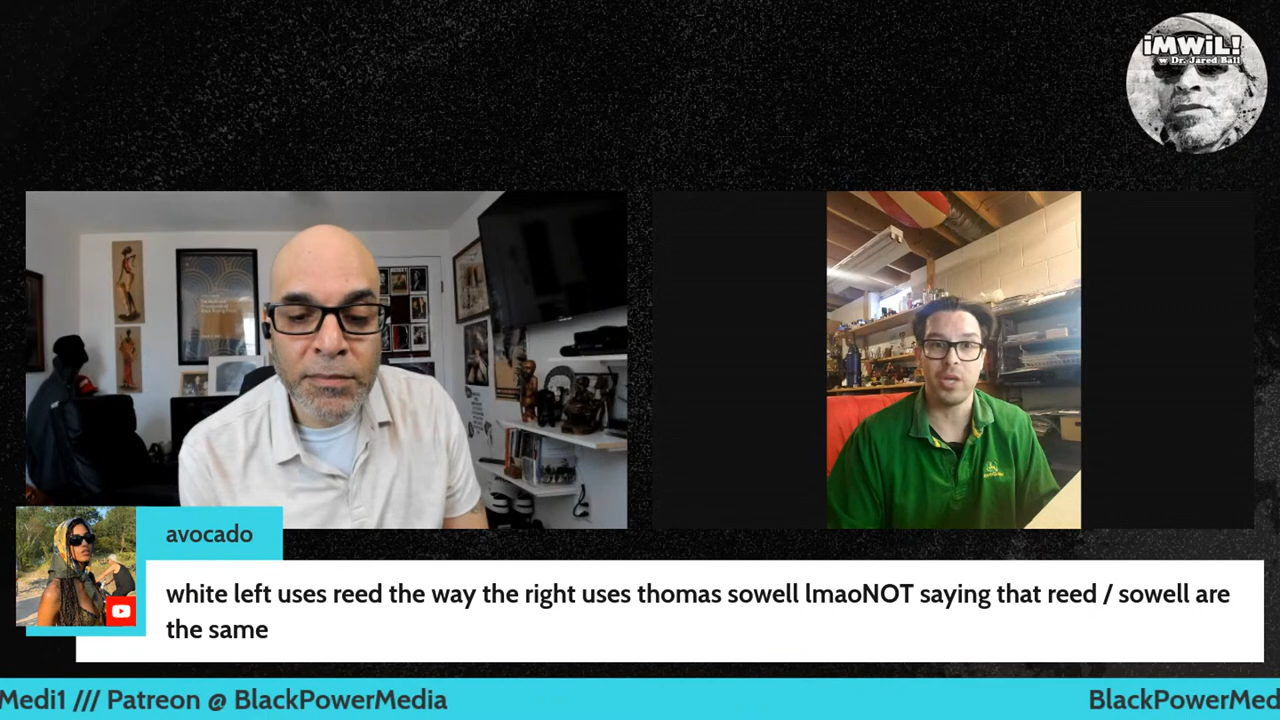 iMWiL!
w Dr. Jared Ball
avocado
white left uses reed the way the right uses thomas sowell lmaoNOT saying that reed / sowell are
the same
Medi1 /// Patreon @ BlackPowerMedia
BlackPowerMed